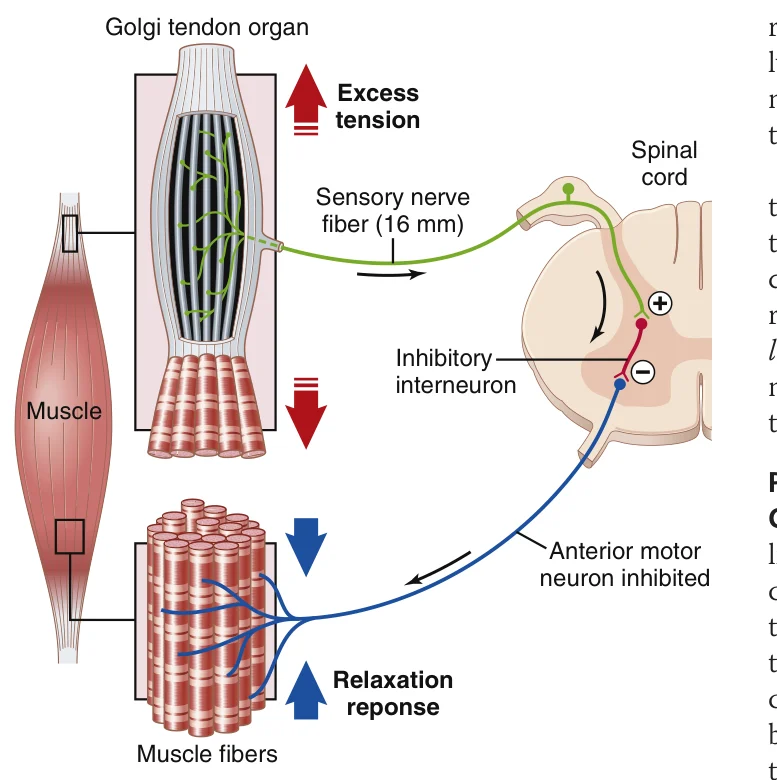 Golgi tendon organ
Excess
tension
Spinal
cord
Sensory nerve
fiber (16 mm)
+
Inhibitory
interneuron
−
Muscle
Anterior motor
neuron inhibited
Relaxation
reponse
Muscle fibers